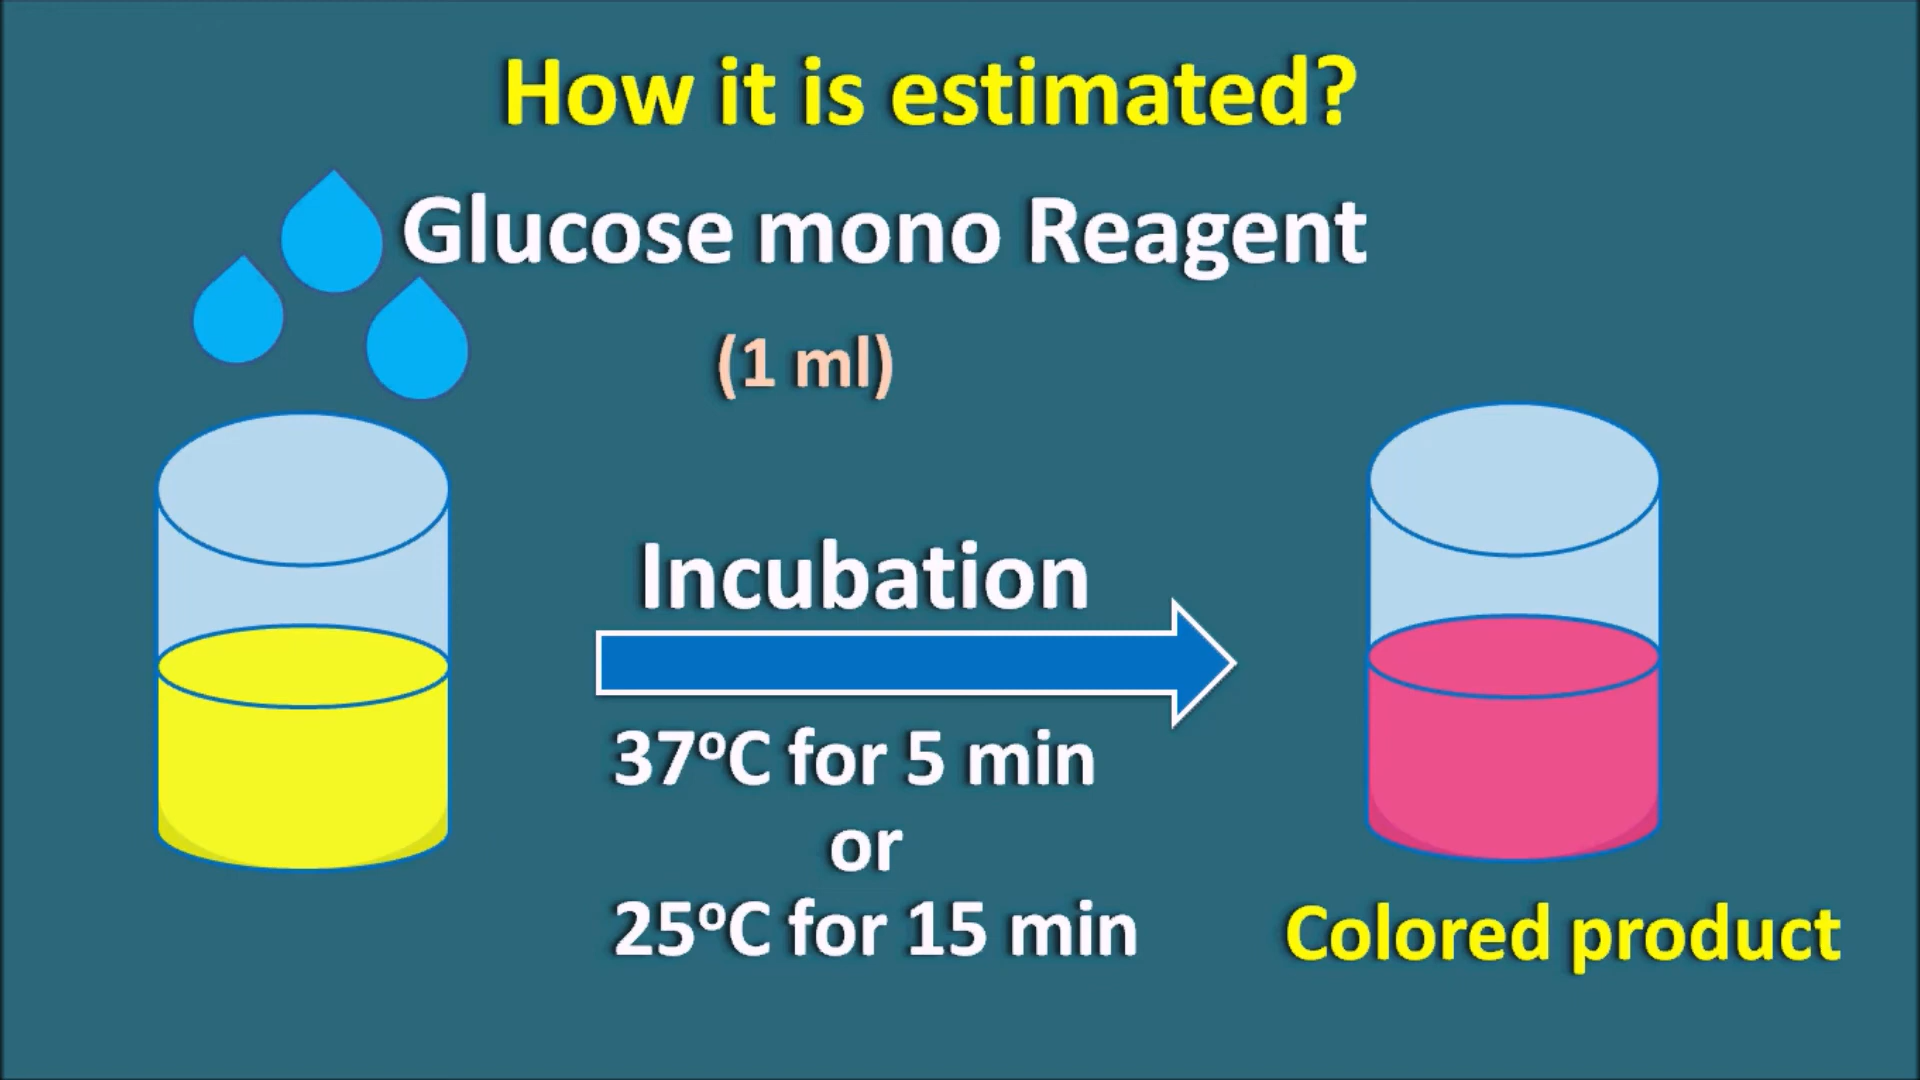 How it is estimated?
Glucose mono Reagent
(1 ml)
Incubation
37ºC for 5 min
or
25ºC for 15 min
Colored product